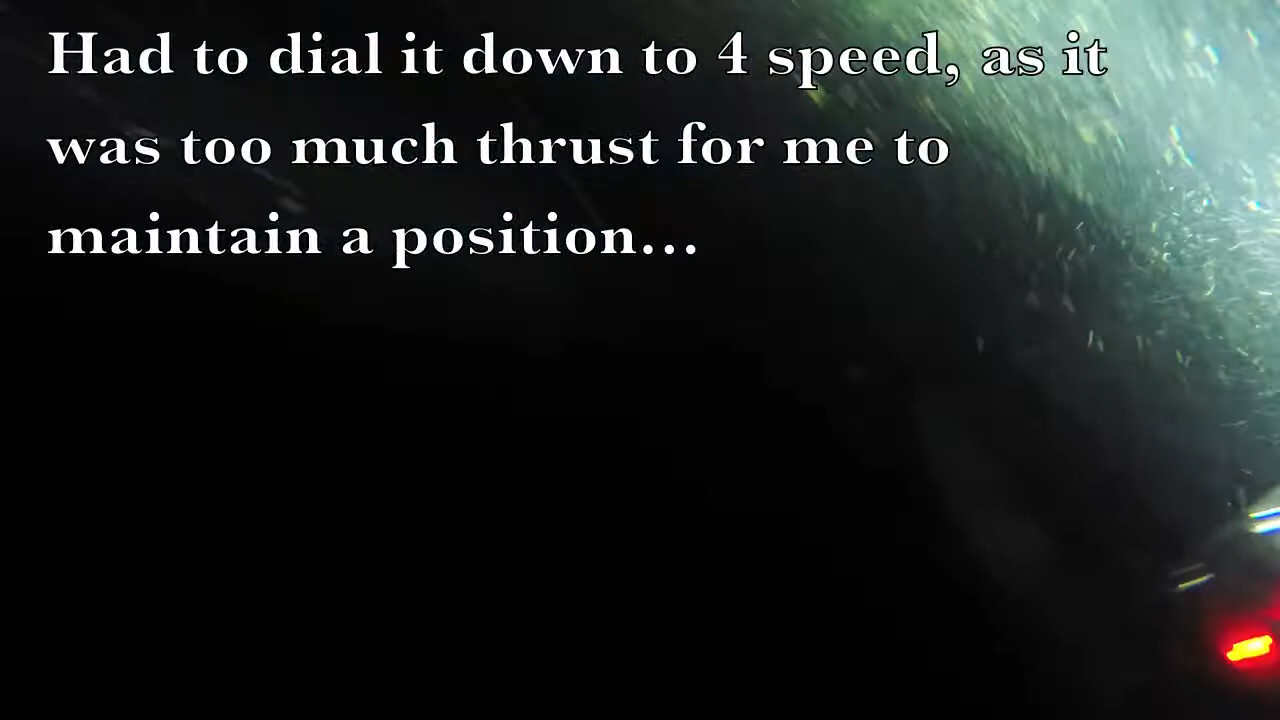 Had to dial it down to 4 speed, as it
was too much thrust for me to
maintain a position...